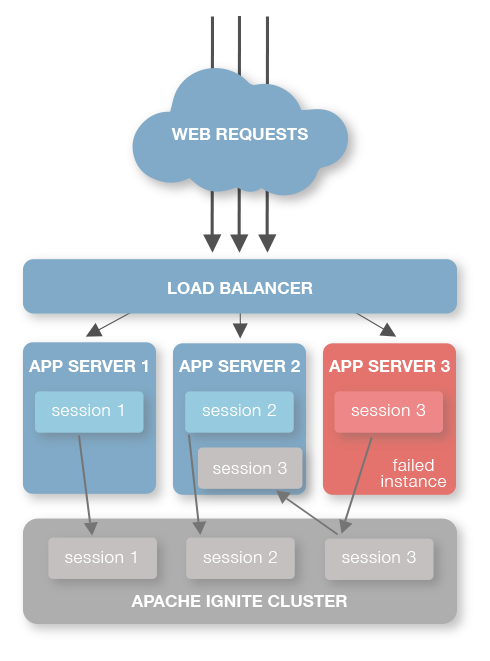 WEB REQUESTS
LOAD BALANCER
APP SERVER 1
session 1
APP SERVER 2
session 2
session 3
APP SERVER 3
session 3
failed
instance
session 1
session 2
session 3
APACHE IGNITE CLUSTER